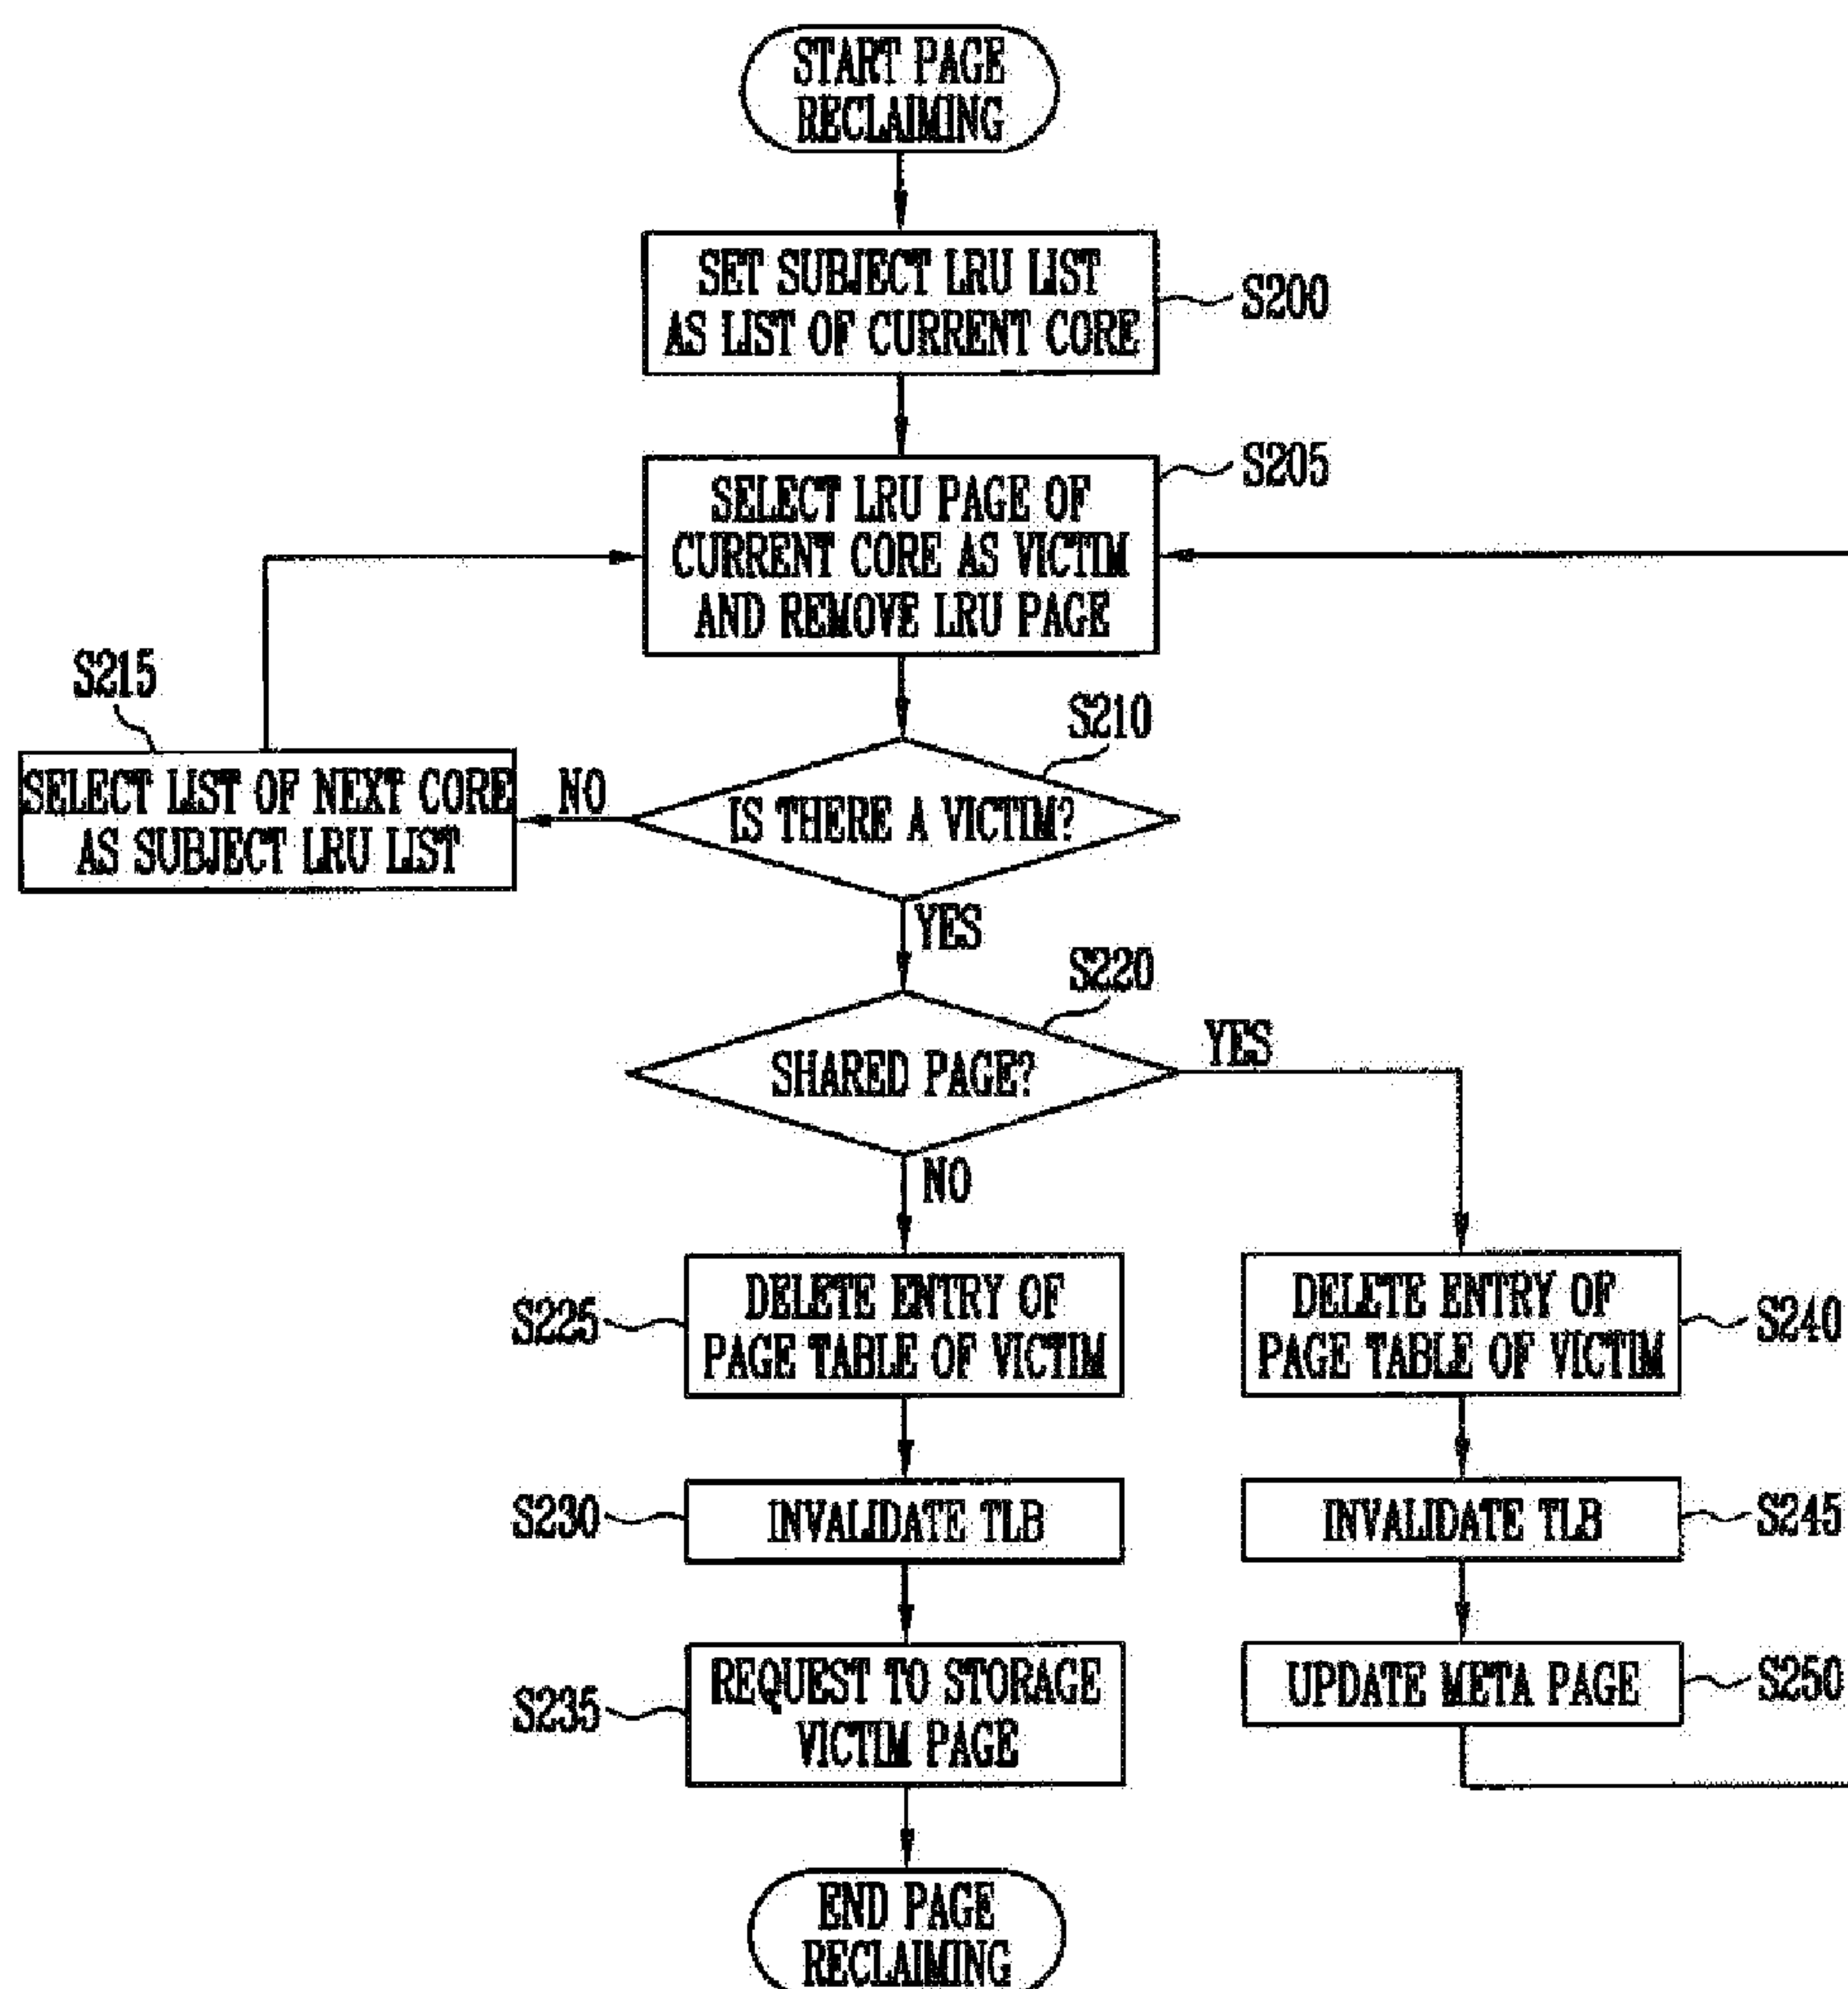 START PAGE
RECLAIMING
SET SUBJECT LRU LIST
AS LIST OF CURRENT CORE
S200
SELECT LRU PAGE OF
CURRENT CORE AS VICTIM
AND REMOVE LRU PAGE
S205
S210
IS THERE A VICTIM?
NO
S215
SELECT LIST OF NEXT CORE
AS SUBJECT LRU LIST
YES
S220
SHARED PAGE?
YES
NO
S225
DELETE ENTRY OF
PAGE TABLE OF VICTIM
DELETE ENTRY OF
PAGE TABLE OF VICTIM
S240
S230
INVALIDATE TLB
INVALIDATE TLB
S245
S235
REQUEST TO STORAGE
VICTIM PAGE
UPDATE META PAGE
S250
END PAGE
RECLAIMING